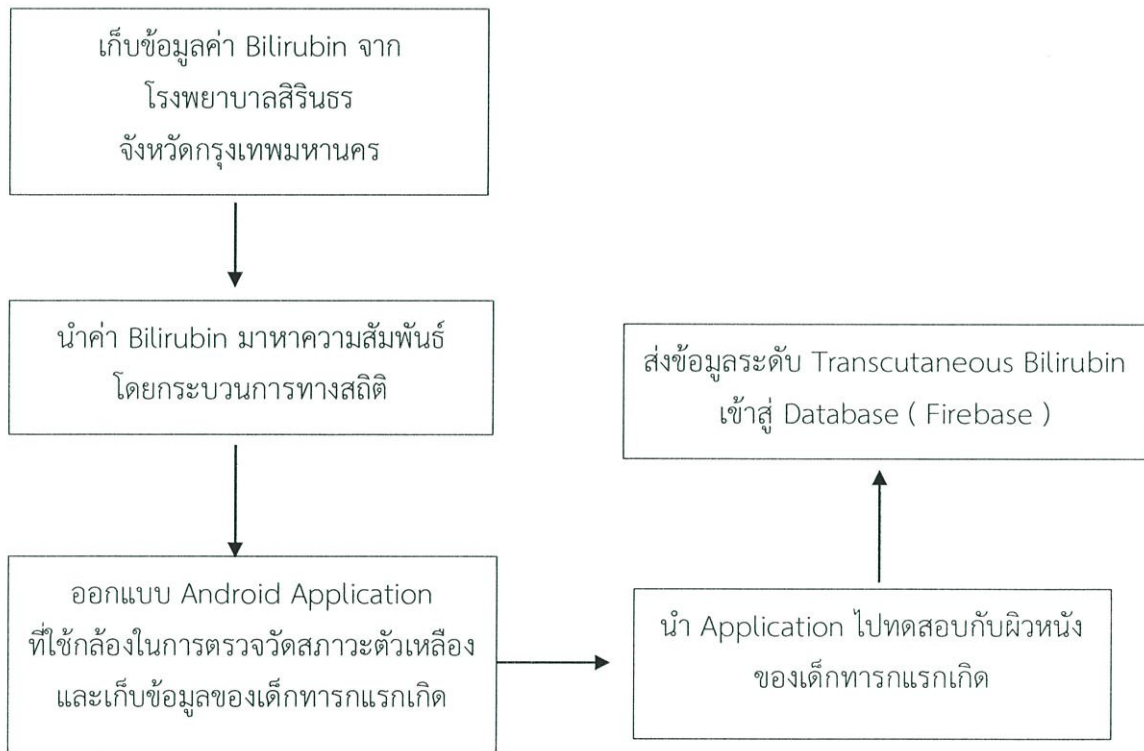 เก็บข้อมูลค่า Bilirubin จาก
โรงพยาบาลสิรินธร
จังหวัดกรุงเทพมหานคร
นำค่า Bilirubin มาหาความสัมพันธ์
โดยกระบวนการทางสถิติ
ออกแบบ Android Application
ที่ใช้กล้องในการตรวจวัดสภาวะตัวเหลือง
และเก็บข้อมูลของเด็กทารกแรกเกิด
นำ Application ไปทดสอบกับผิวหนัง
ของเด็กทารกแรกเกิด
ส่งข้อมูลระดับ Transcutaneous Bilirubin
เข้าสู่ Database ( Firebase )